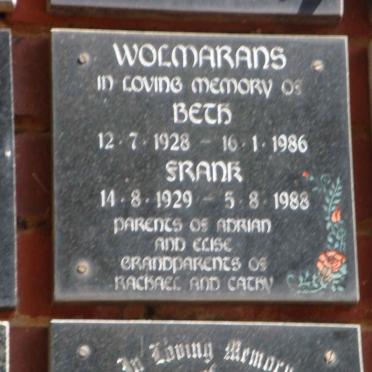 WOLMARANS
IN LOVING MEMORY OF
BETH
12·7·1928 – 16·1·1986
FRANK
14·8·1929 – 5·8·1988
PARENTS OF ADRIAN
AND ELISE
GRANDPARENTS OF
RACHAEL AND CATHY
In Loving Memory